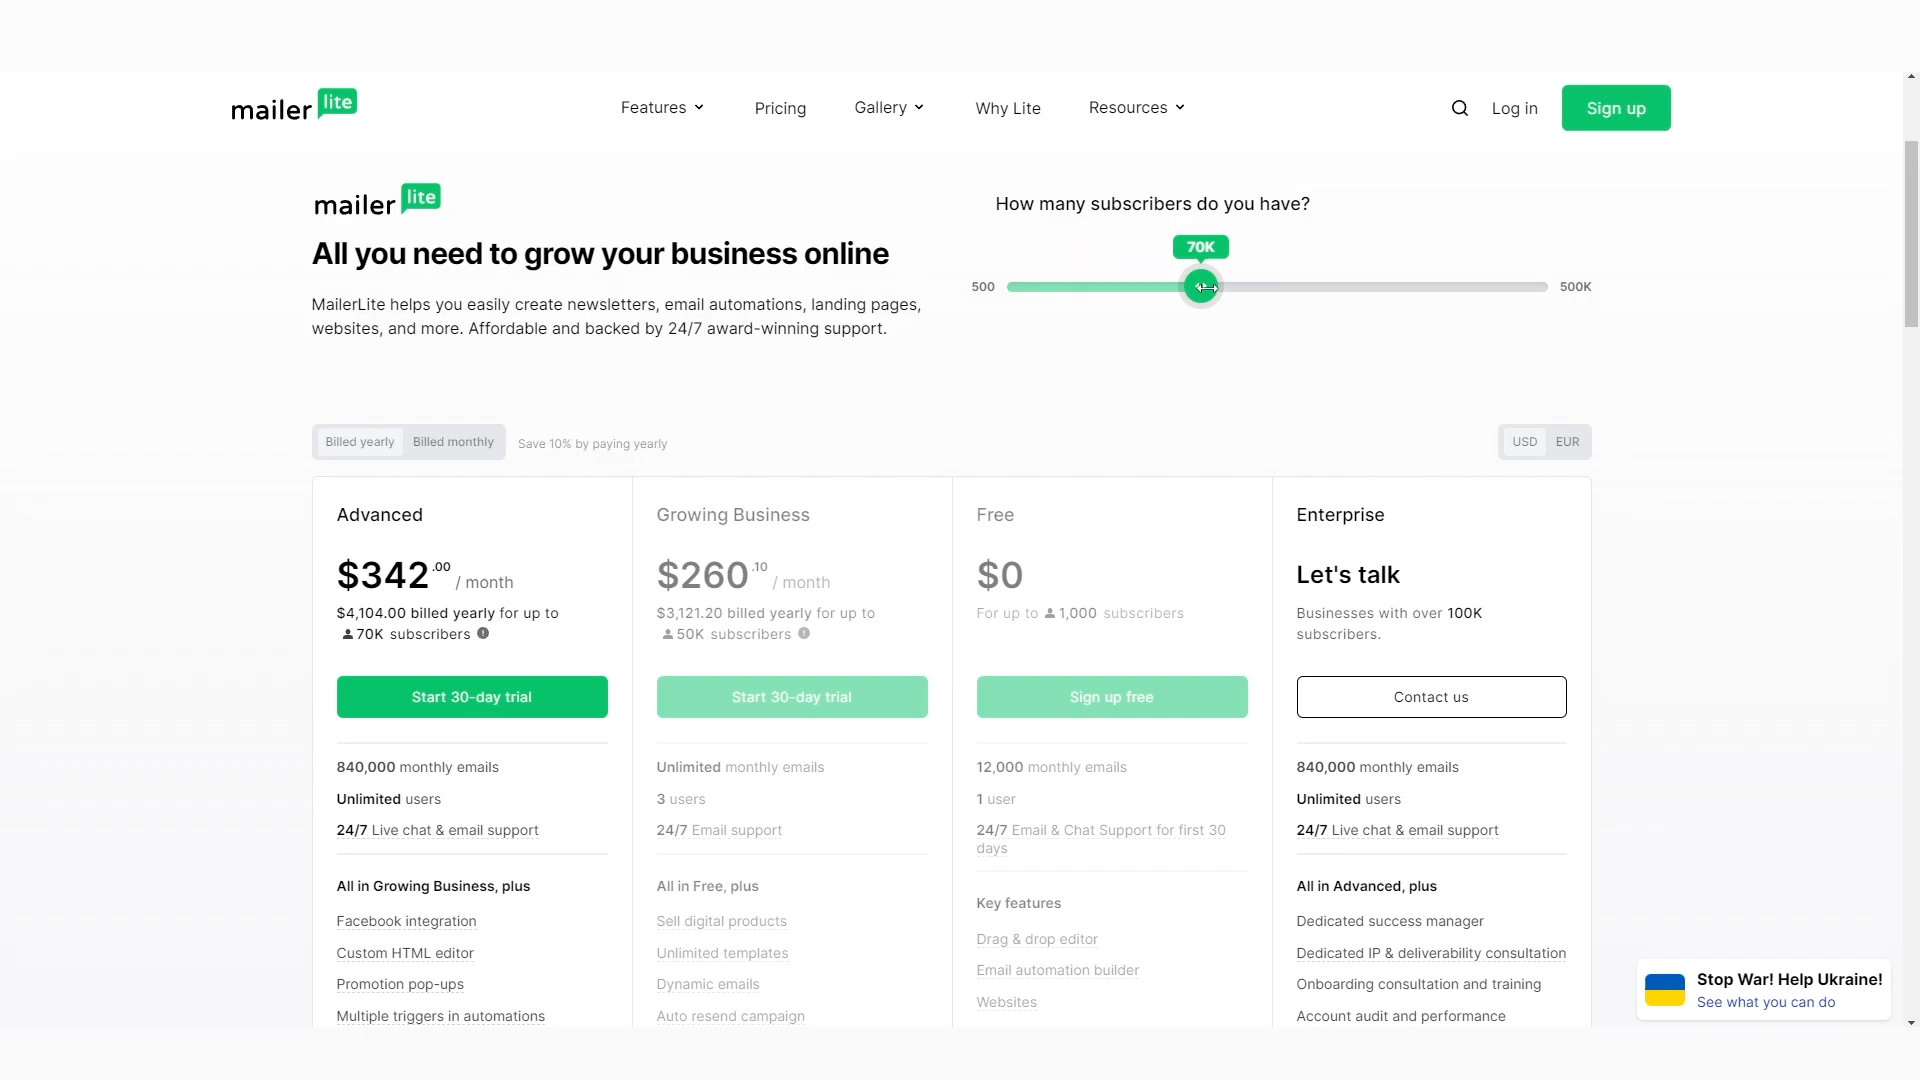 mailer lite
Features
Pricing
Gallery
Why Lite
Resources
Log in
Sign up
mailer lite
All you need to grow your business online
MailerLite helps you easily create newsletters, email automations, landing pages,
websites, and more. Affordable and backed by 24/7 award-winning support.
How many subscribers do you have?
70K
500
500K
Billed yearly
Billed monthly
Save 10% by paying yearly
USD
EUR
Advanced
$342.00 / month
$4,104.00 billed yearly for up to
70K subscribers
Start 30-day trial
840,000 monthly emails
Unlimited users
24/7 Live chat & email support
All in Growing Business, plus
Facebook integration
Custom HTML editor
Promotion pop-ups
Multiple triggers in automations
Growing Business
$260.10 / month
$3,121.20 billed yearly for up to
50K subscribers
Start 30-day trial
Unlimited monthly emails
3 users
24/7 Email support
All in Free, plus
Sell digital products
Unlimited templates
Dynamic emails
Auto resend campaign
Free
$0
For up to 1,000 subscribers
Sign up free
12,000 monthly emails
1 user
24/7 Email & Chat Support for first 30
days
Key features
Drag & drop editor
Email automation builder
Websites
Enterprise
Let's talk
Businesses with over 100K
subscribers.
Contact us
840,000 monthly emails
Unlimited users
24/7 Live chat & email support
All in Advanced, plus
Dedicated success manager
Dedicated IP & deliverability consultation
Onboarding consultation and training
Account audit and performance
Stop War! Help Ukraine!
See what you can do